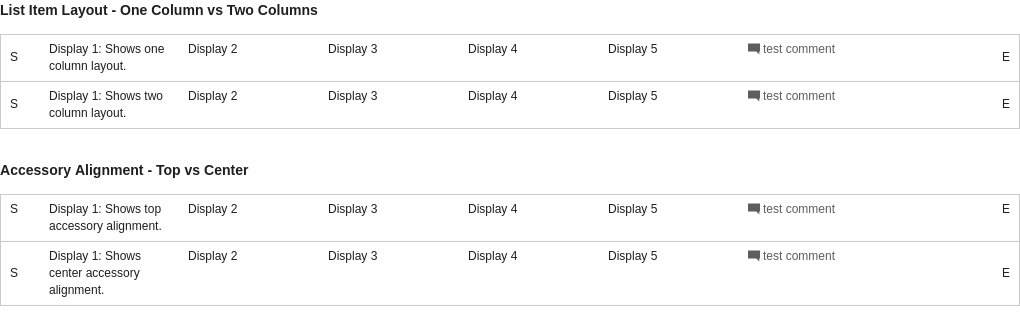 List Item Layout - One Column vs Two Columns
S Display 1: Shows one column layout. Display 2 Display 3 Display 4 Display 5 test comment E
S Display 1: Shows two column layout. Display 2 Display 3 Display 4 Display 5 test comment E
Accessory Alignment - Top vs Center
S Display 1: Shows top accessory alignment. Display 2 Display 3 Display 4 Display 5 test comment E
S Display 1: Shows center accessory alignment. Display 2 Display 3 Display 4 Display 5 test comment E